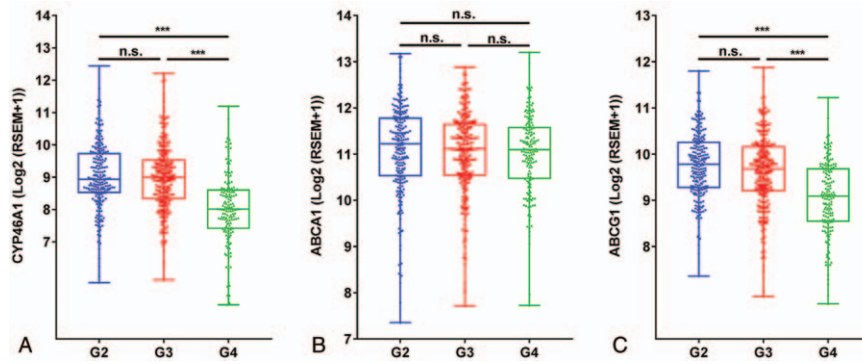 14
13
12
11
10
9
8
7
CYP46A1 (Log2 (RSEM+1))
***
n.s.
***
A
G2
G3
G4
14
13
12
11
10
9
8
7
ABCA1 (Log2 (RSEM+1))
n.s.
n.s.
n.s.
B
G2
G3
G4
13
12
11
10
9
8
ABCG1 (Log2 (RSEM+1))
***
n.s.
***
C
G2
G3
G4